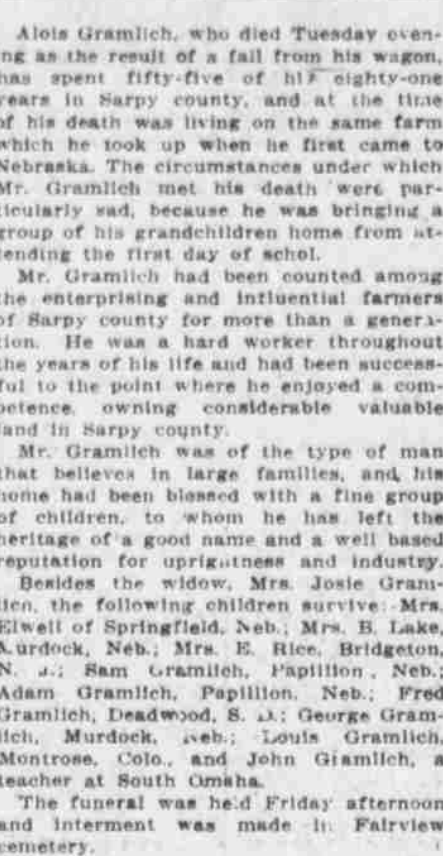 Alois Gramlich, who died Tuesday even-
ing as the result of a fall from his wagon,
has spent fifty-five of his eighty-one
years in Sarpy county, and at the time
of his death was living on the same farm
which he took up when he first came to
Nebraska. The circumstances under which
Mr. Gramlich met his death were par-
ticularly sad, because he was bringing a
group of his grandchildren home from at-
tending the first day of schol.
Mr. Gramlich had been counted among
the enterprising and influential farmers
of Sarpy county for more than a genera-
tion. He was a hard worker throughout
the years of his life and had been success-
ful to the point where he enjoyed a com-
petence, owning considerable valuable
land in Sarpy county.
Mr. Gramlich was of the type of man
that believes in large families, and his
home had been blessed with a fine group
of children, to whom he has left the
heritage of a good name and a well based
reputation for uprightness and industry.
Besides the widow, Mrs. Josie Gram-
lich, the following children survive: Mrs.
Elwell of Springfield, Neb.; Mrs. B. Lake,
Murdock, Neb.; Mrs. E. Rice, Bridgeton,
N. J.; Sam Gramlich, Papillion, Neb.;
Adam Gramlich, Papillion, Neb.; Fred
Gramlich, Deadwood, S. D.; George Gram-
lich, Murdock, Neb.; Louis Gramlich,
Montrose, Colo., and John Gramlich, a
teacher at South Omaha.
The funeral was held Friday afternoon
and interment was made in Fairview
cemetery.